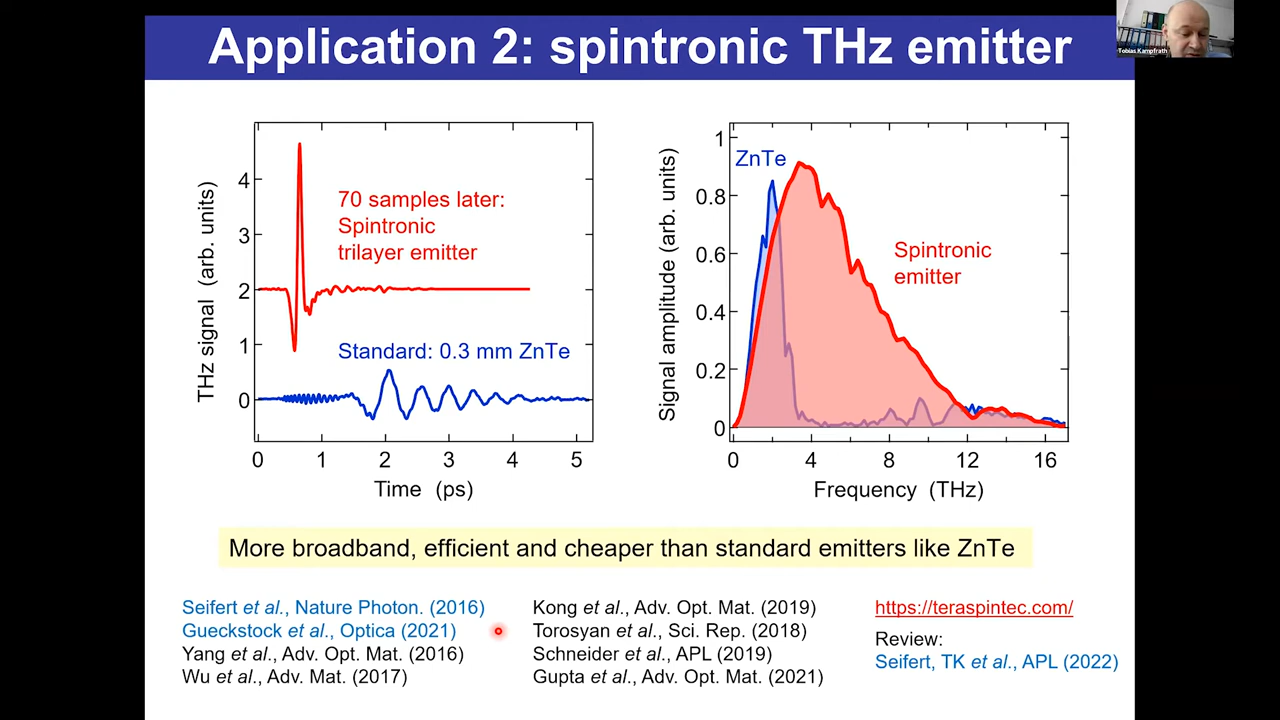 Application 2: spintronic THz emitter
Tobias Kampfrath
THz signal (arb. units)
4
3
2
1
0
70 samples later:
Spintronic
trilayer emitter
Standard: 0.3 mm ZnTe
0 1 2 3 4 5
Time (ps)
Signal amplitude (arb. units)
1
0.8
0.6
0.4
0.2
0
ZnTe
Spintronic
emitter
0 4 8 12 16
Frequency (THz)
More broadband, efficient and cheaper than standard emitters like ZnTe
Seifert et al., Nature Photon. (2016)
Gueckstock et al., Optica (2021)
Yang et al., Adv. Opt. Mat. (2016)
Wu et al., Adv. Mat. (2017)
Kong et al., Adv. Opt. Mat. (2019)
Torosyan et al., Sci. Rep. (2018)
Schneider et al., APL (2019)
Gupta et al., Adv. Opt. Mat. (2021)
https://teraspintec.com/
Review:
Seifert, TK et al., APL (2022)